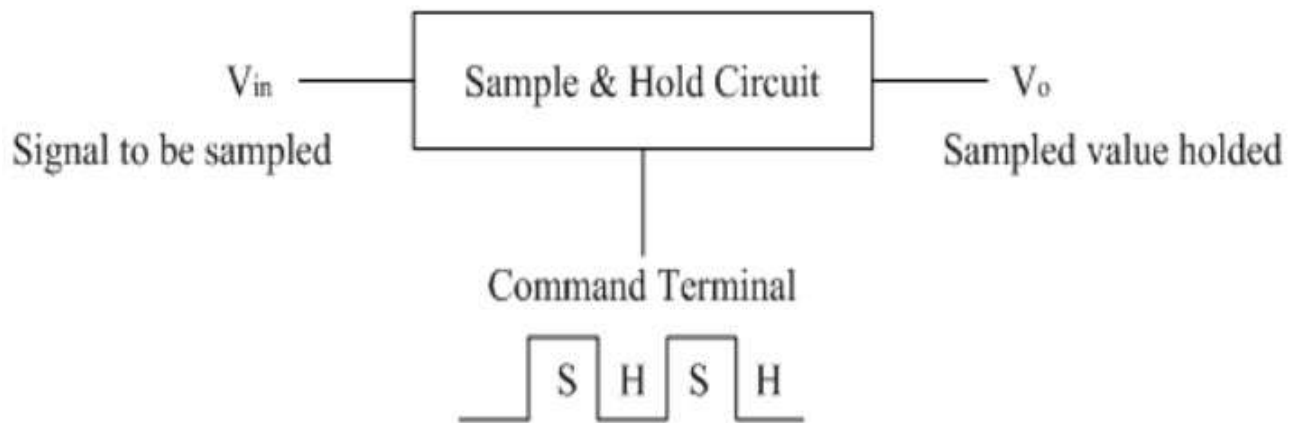 Vin
Sample & Hold Circuit
Vo
Signal to be sampled
Sampled value holded
Command Terminal
S H S H